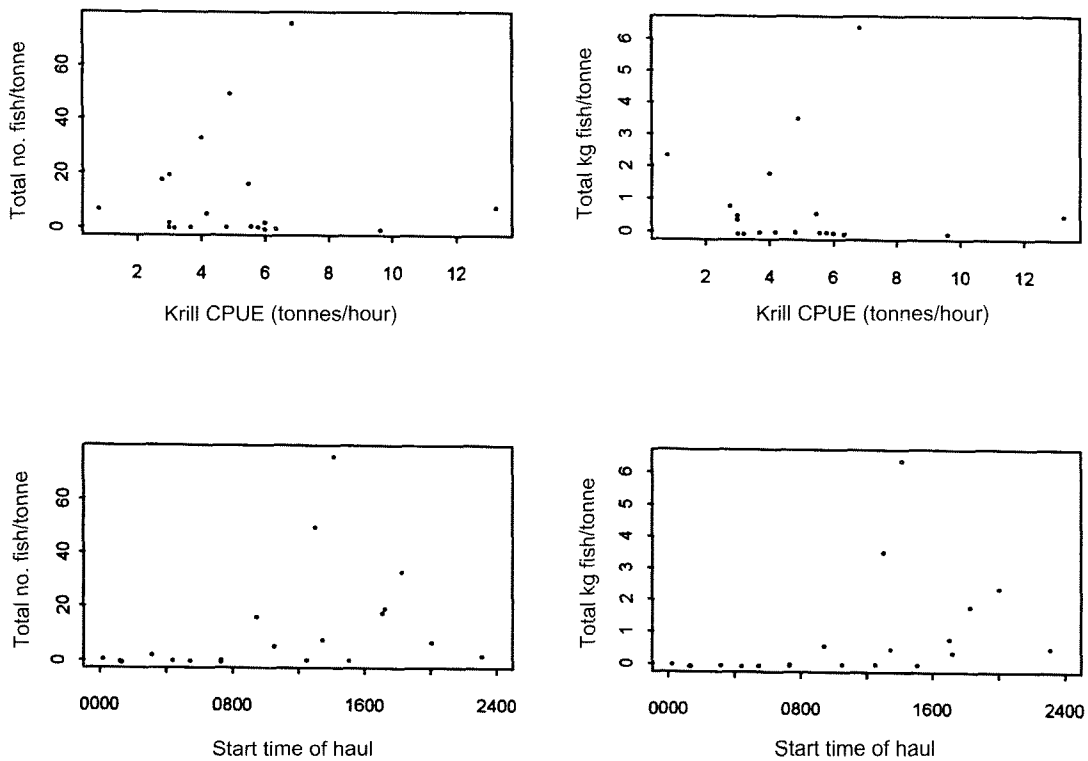 Total no. fish/tonne
60
40
20
0
2 4 6 8 10 12
Krill CPUE (tonnes/hour)
Total kg fish/tonne
6
5
4
3
2
1
0
2 4 6 8 10 12
Krill CPUE (tonnes/hour)
Total no. fish/tonne
60
40
20
0
0000 0800 1600 2400
Start time of haul
Total kg fish/tonne
6
5
4
3
2
1
0
0000 0800 1600 2400
Start time of haul